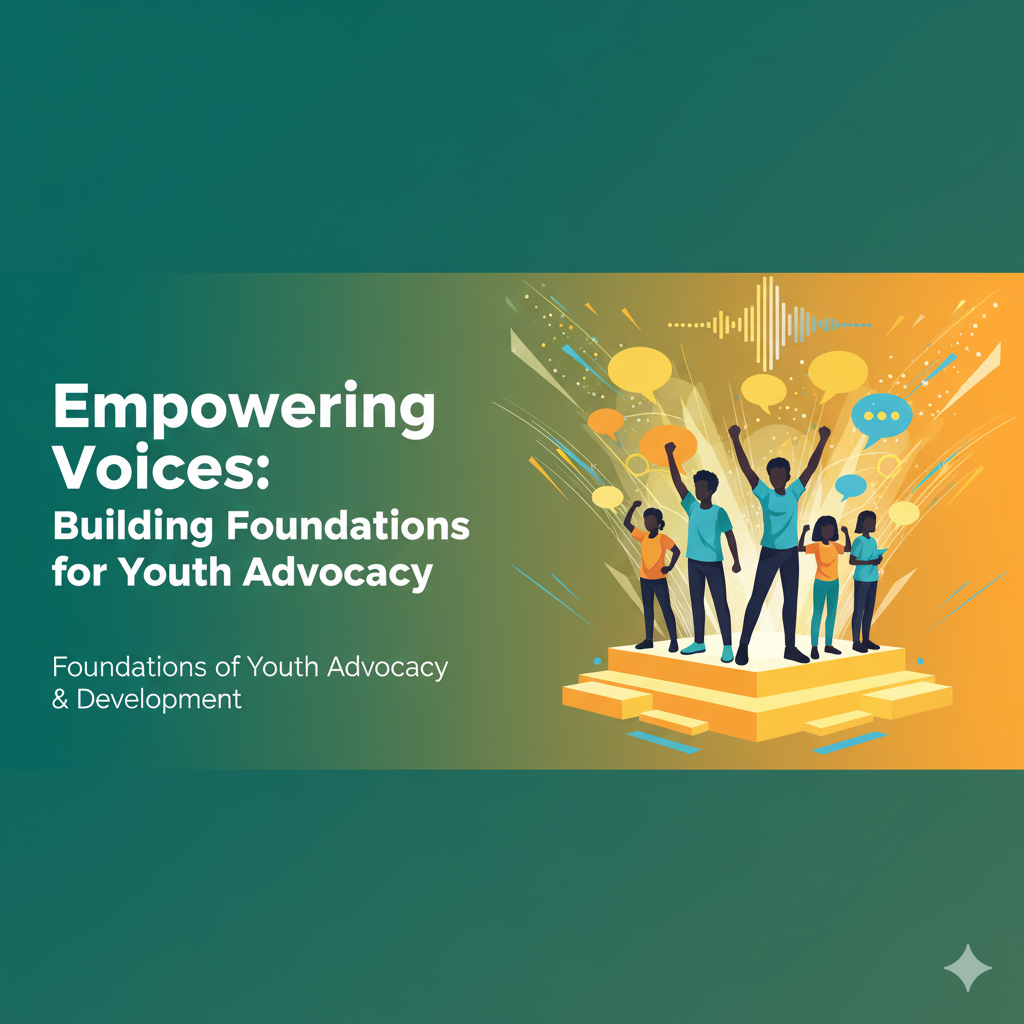 Empowering
Voices:
Building Foundations
for Youth Advocacy
Foundations of Youth Advocacy
& Development